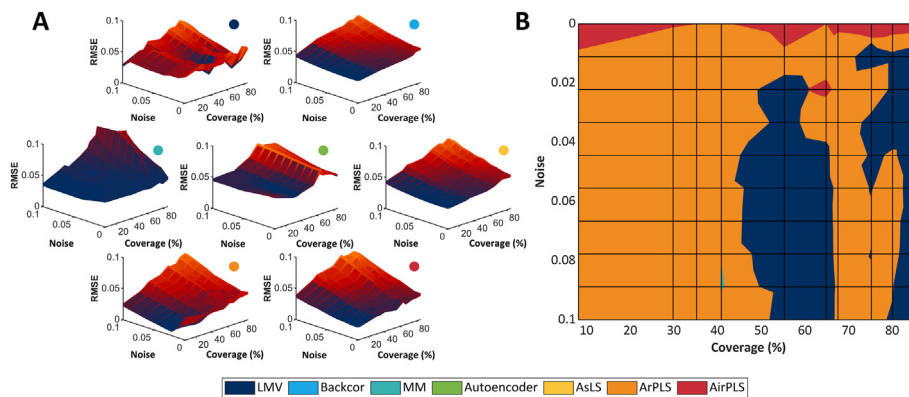 A
B
RMSE
0.1
0.05
0
0.1
0.05
0
20
40
60
80
Noise
Coverage (%)
RMSE
0.1
0.05
0
0.1
0.05
0
20
40
60
80
Noise
Coverage (%)
RMSE
0.1
0.05
0
0.1
0.05
0
20
40
60
80
Noise
Coverage (%)
RMSE
0.1
0.05
0
0.1
0.05
0
20
40
60
80
Noise
Coverage (%)
RMSE
0.1
0.05
0
0.1
0.05
0
20
40
60
80
Noise
Coverage (%)
RMSE
0.1
0.05
0
0.1
0.05
0
20
40
60
80
Noise
Coverage (%)
RMSE
0.1
0.05
0
0.1
0.05
0
20
40
60
80
Noise
Coverage (%)
Noise
0
0.02
0.04
0.06
0.08
0.1
10 20 30 40 50 60 70 80
Coverage (%)
LMV Backcor MM Autoencoder AsLS ArPLS AirPLS